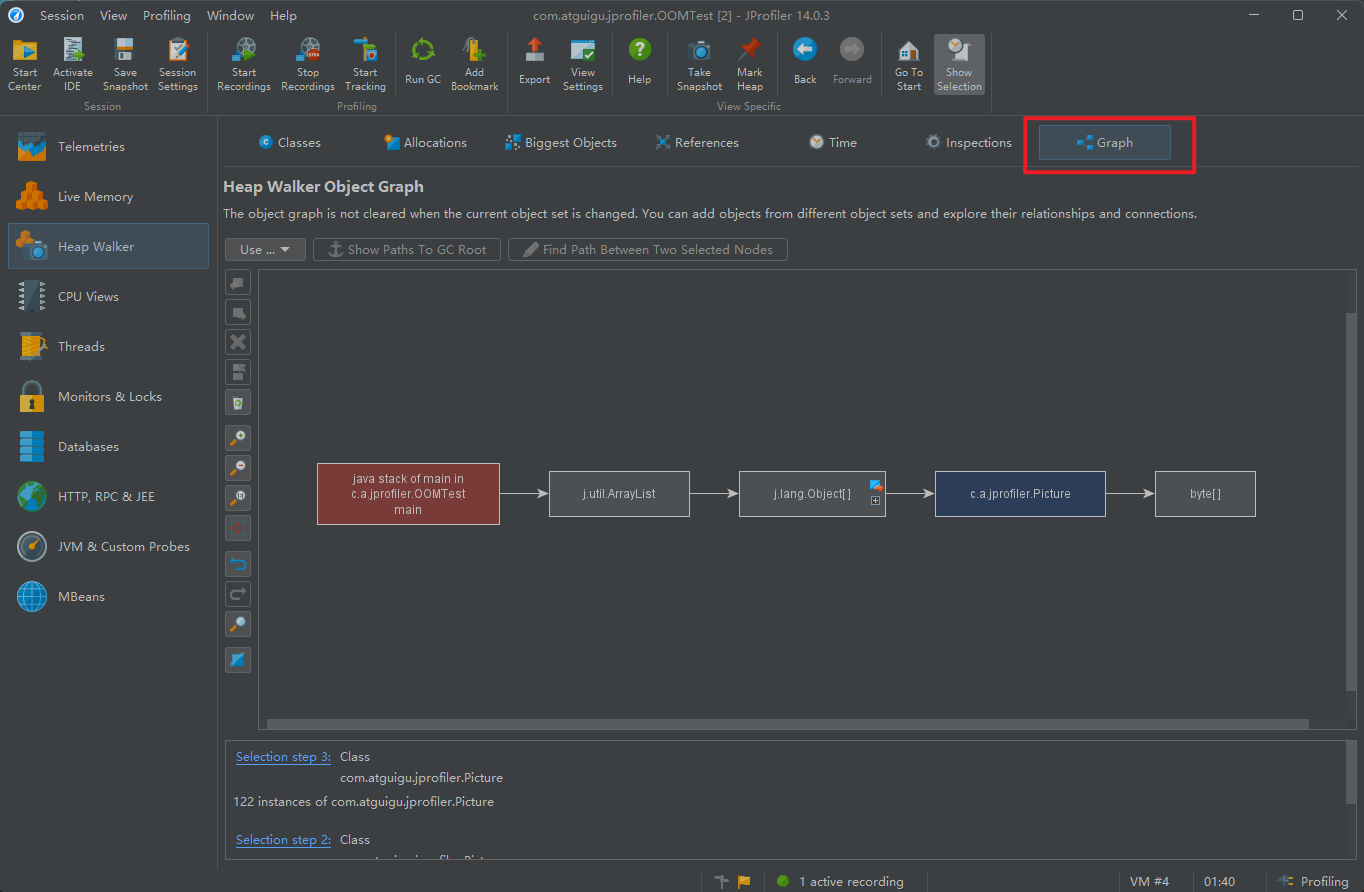 Session View Profiling Window Help com.atguigu.jprofiler.OOMTest [2] - JProfiler 14.0.3
Start Center
Activate IDE
Save Snapshot
Session Settings
Start Recordings
Stop Recordings
Start Tracking
Run GC
Add Bookmark
Export
View Settings
Help
Take Snapshot
Mark Heap
Back
Forward
Go To Start
Show Selection
Session Profiling View Specific
Telemetries
Live Memory
Heap Walker
CPU Views
Threads
Monitors & Locks
Databases
HTTP, RPC & JEE
JVM & Custom Probes
MBeans
Classes Allocations Biggest Objects References Time Inspections Graph
Heap Walker Object Graph
The object graph is not cleared when the current object set is changed. You can add objects from different object sets and explore their relationships and connections.
Use ... Show Paths To GC Root Find Path Between Two Selected Nodes
java stack of main in
c.a.jprofiler.OOMTest
main
j.util.ArrayList
j.lang.Object[]
c.a.jprofiler.Picture
byte[]
Selection step 3: Class
com.atguigu.jprofiler.Picture
122 instances of com.atguigu.jprofiler.Picture
Selection step 2: Class
1 active recording VM #4 01:40 Profiling